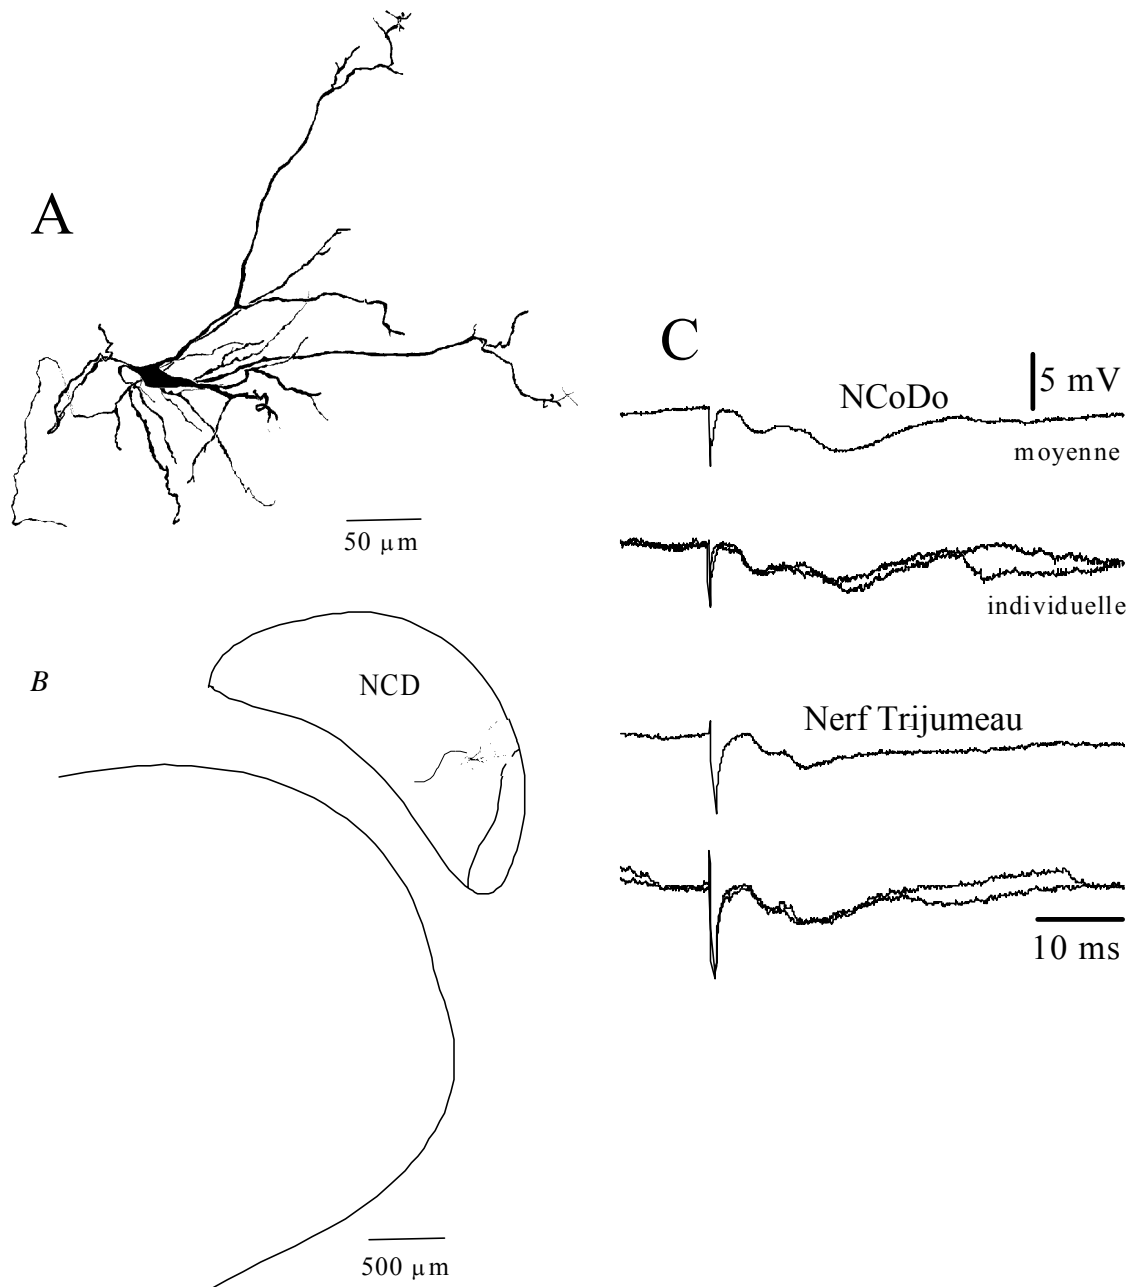 A
50 μm
B
NCD
500 μm
C
5 mV
NCoDo
moyenne
individuelle
Nerf Trijumeau
10 ms